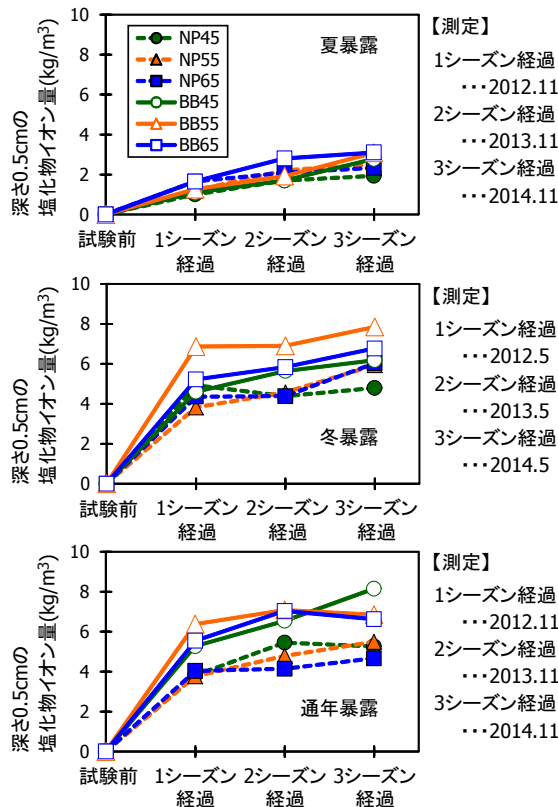 深さ0.5cmの
塩化物イオン量(kg/m³)
10
8
6
4
2
0
NP45
NP55
NP65
BB45
BB55
BB65
夏暴露
試験前
1シーズン
経過
2シーズン
経過
3シーズン
経過
【測定】
1シーズン経過
・・・2012.11
2シーズン経過
・・・2013.11
3シーズン経過
・・・2014.11
深さ0.5cmの
塩化物イオン量(kg/m³)
10
8
6
4
2
0
冬暴露
試験前
1シーズン
経過
2シーズン
経過
3シーズン
経過
【測定】
1シーズン経過
・・・2012.5
2シーズン経過
・・・2013.5
3シーズン経過
・・・2014.5
深さ0.5cmの
塩化物イオン量(kg/m³)
10
8
6
4
2
0
通年暴露
試験前
1シーズン
経過
2シーズン
経過
3シーズン
経過
【測定】
1シーズン経過
・・・2012.11
2シーズン経過
・・・2013.11
3シーズン経過
・・・2014.11